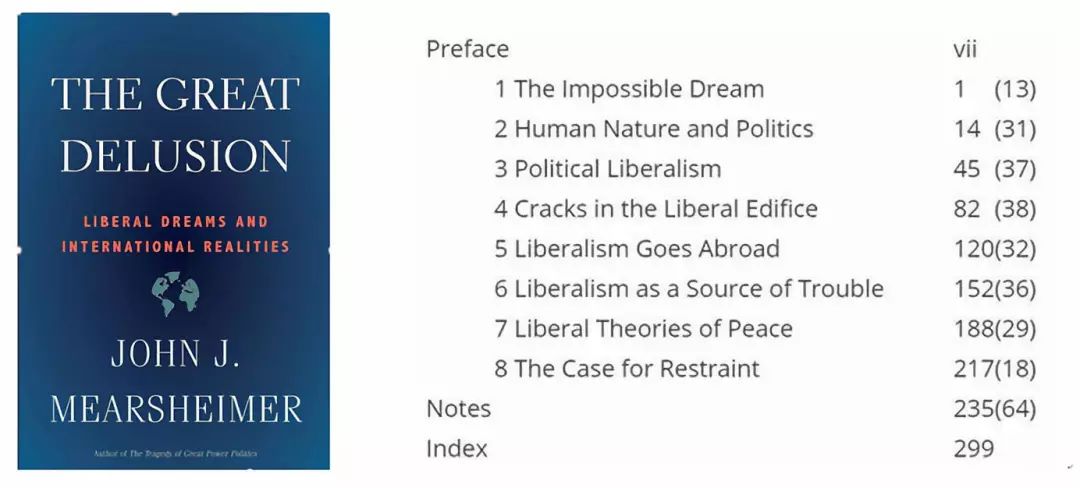 THE GREAT
DELUSION
LIBERAL DREAMS AND
INTERNATIONAL REALITIES
JOHN J.
MEARSHEIMER
Author of The Tragedy of Great Power Politics
Preface vii
1 The Impossible Dream 1 (13)
2 Human Nature and Politics 14 (31)
3 Political Liberalism 45 (37)
4 Cracks in the Liberal Edifice 82 (38)
5 Liberalism Goes Abroad 120(32)
6 Liberalism as a Source of Trouble 152(36)
7 Liberal Theories of Peace 188(29)
8 The Case for Restraint 217(18)
Notes 235(64)
Index 299